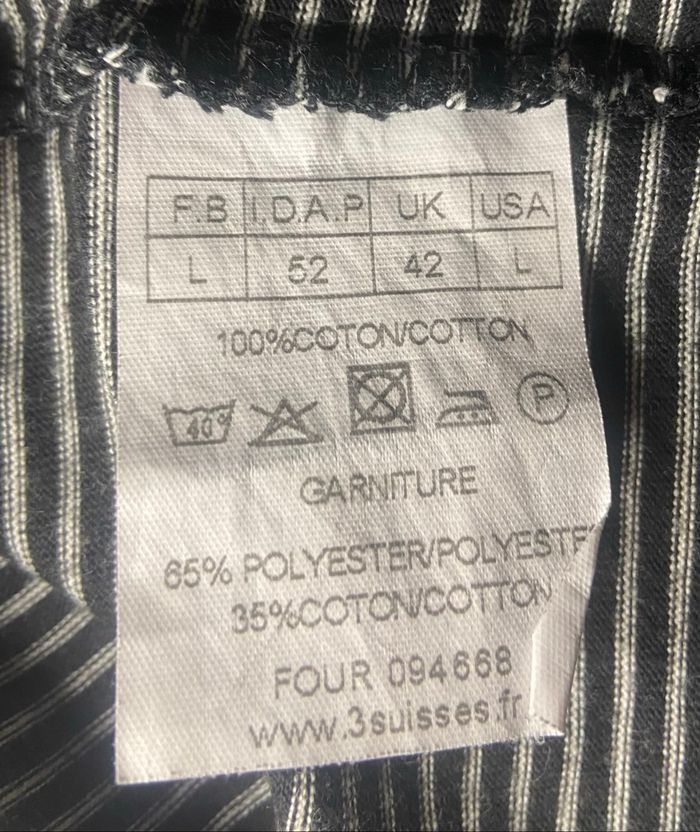 F.B I.D.A.P UK USA
L 52 42 L
100%COTON/COTTON
40° P
GARNITURE
65% POLYESTER/POLYESTE
35%COTON/COTTON
FOUR 094668
www.3suisses.fr